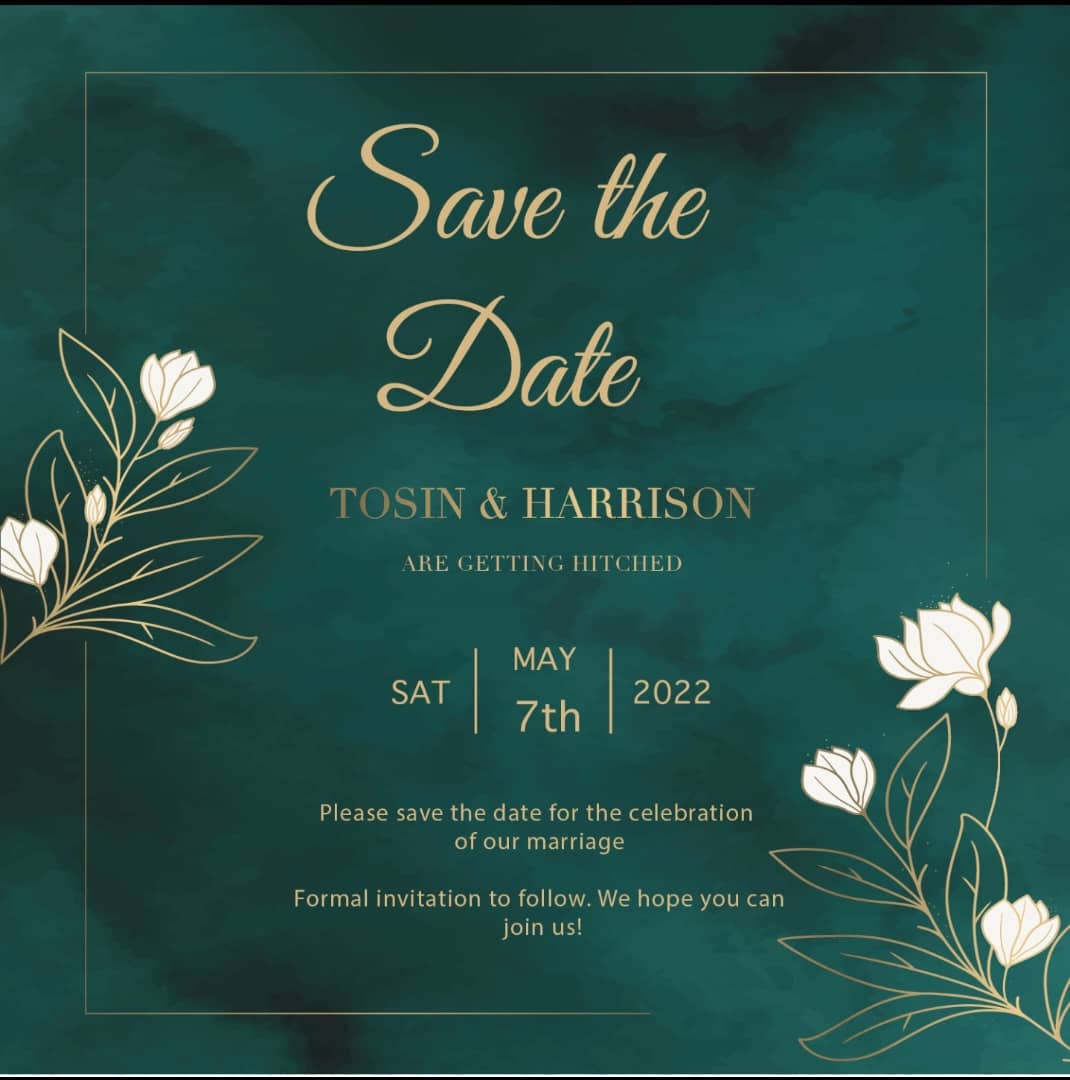 Save the
Date
TOSIN & HARRISON
ARE GETTING HITCHED
SAT
MAY
7th
2022
Please save the date for the celebration
of our marriage
Formal invitation to follow. We hope you can
join us!